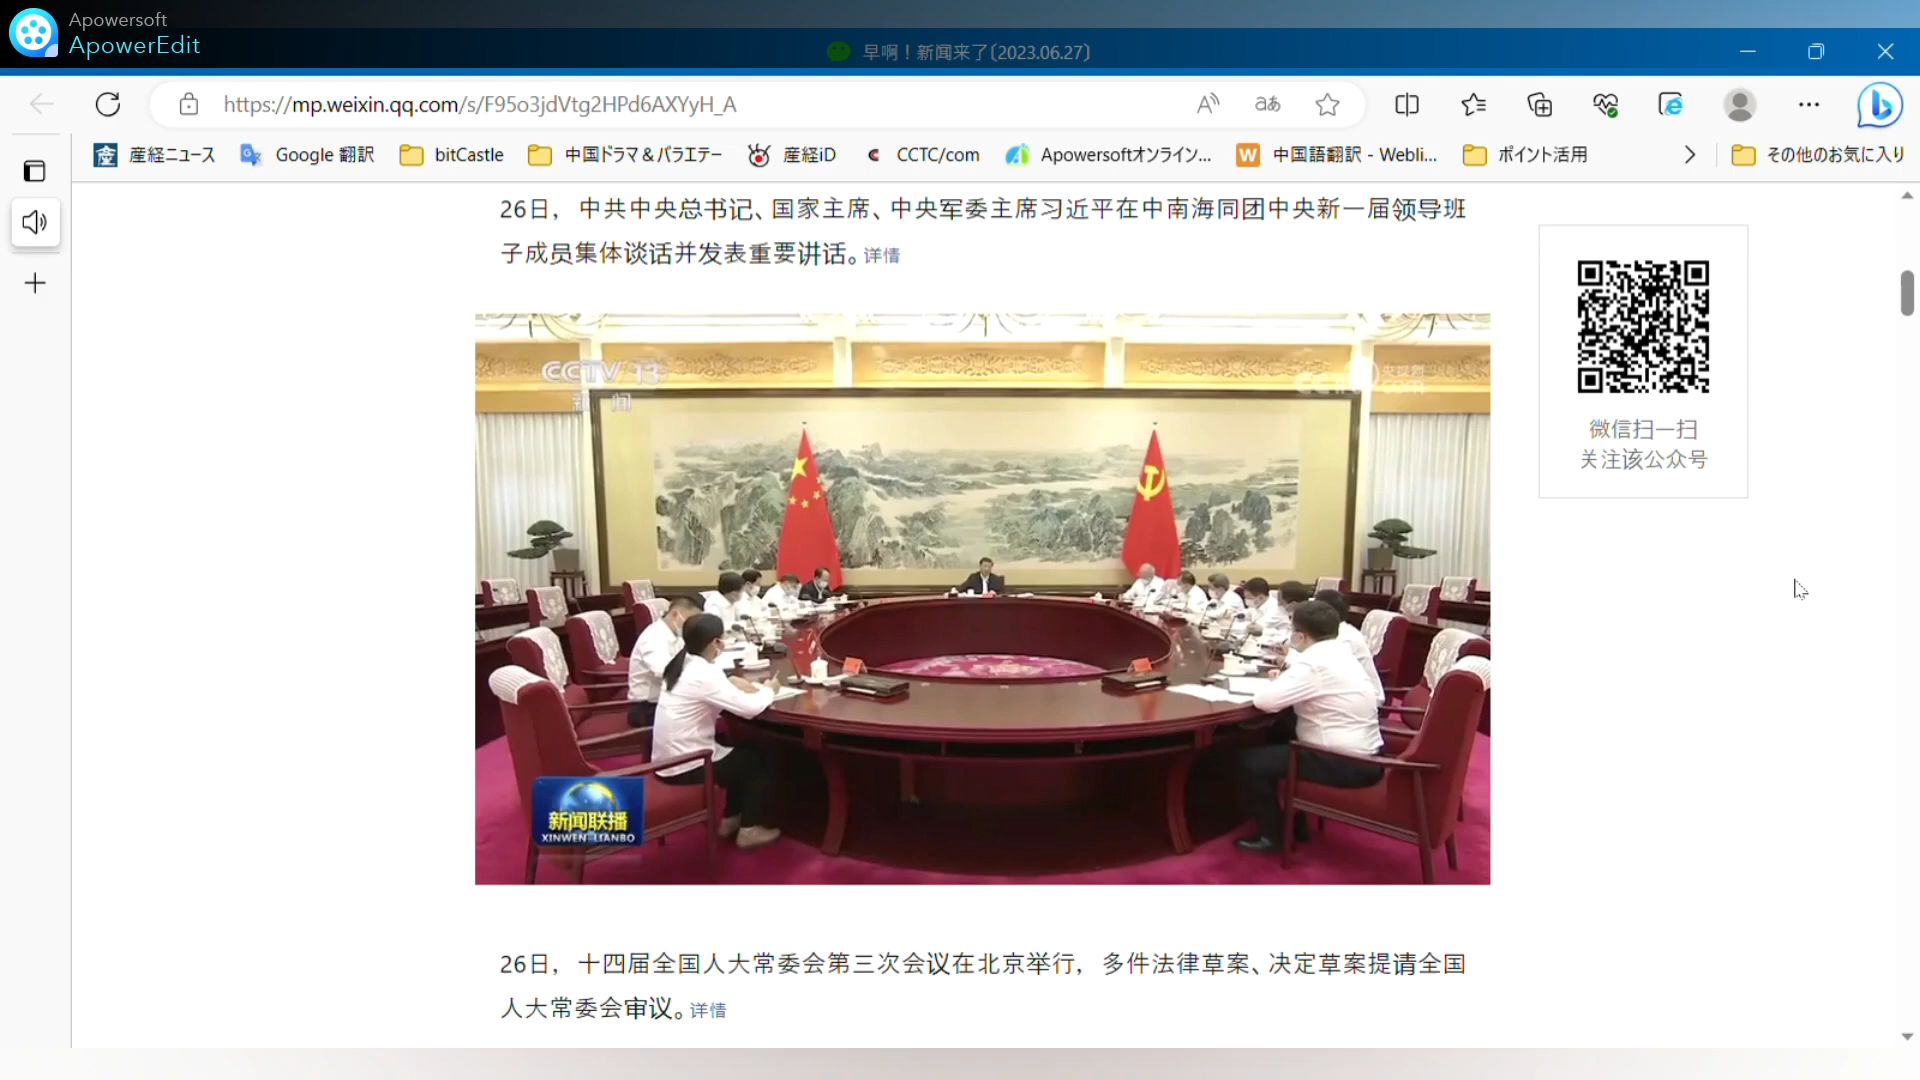 Apowersoft
ApowerEdit
早啊！新闻来了〔2023.06.27〕
https://mp.weixin.qq.com/s/F95o3jdVtg2HPd6AXYyH_A
産経ニュース
Google 翻訳
bitCastle
中国ドラマ＆バラエテー
産経iD
CCTC/com
Apowersoftオンライン...
中国語翻訳 - Webli...
ポイント活用
その他のお気に入り
26日，中共中央总书记、国家主席、中央军委主席习近平在中南海同团中央新一届领导班
子成员集体谈话并发表重要讲话。详情
CCTV 13
新闻
央视网
新闻联播
XINWEN LIANBO
微信扫一扫
关注该公众号
26日，十四届全国人大常委会第三次会议在北京举行，多件法律草案、决定草案提请全国
人大常委会审议。详情